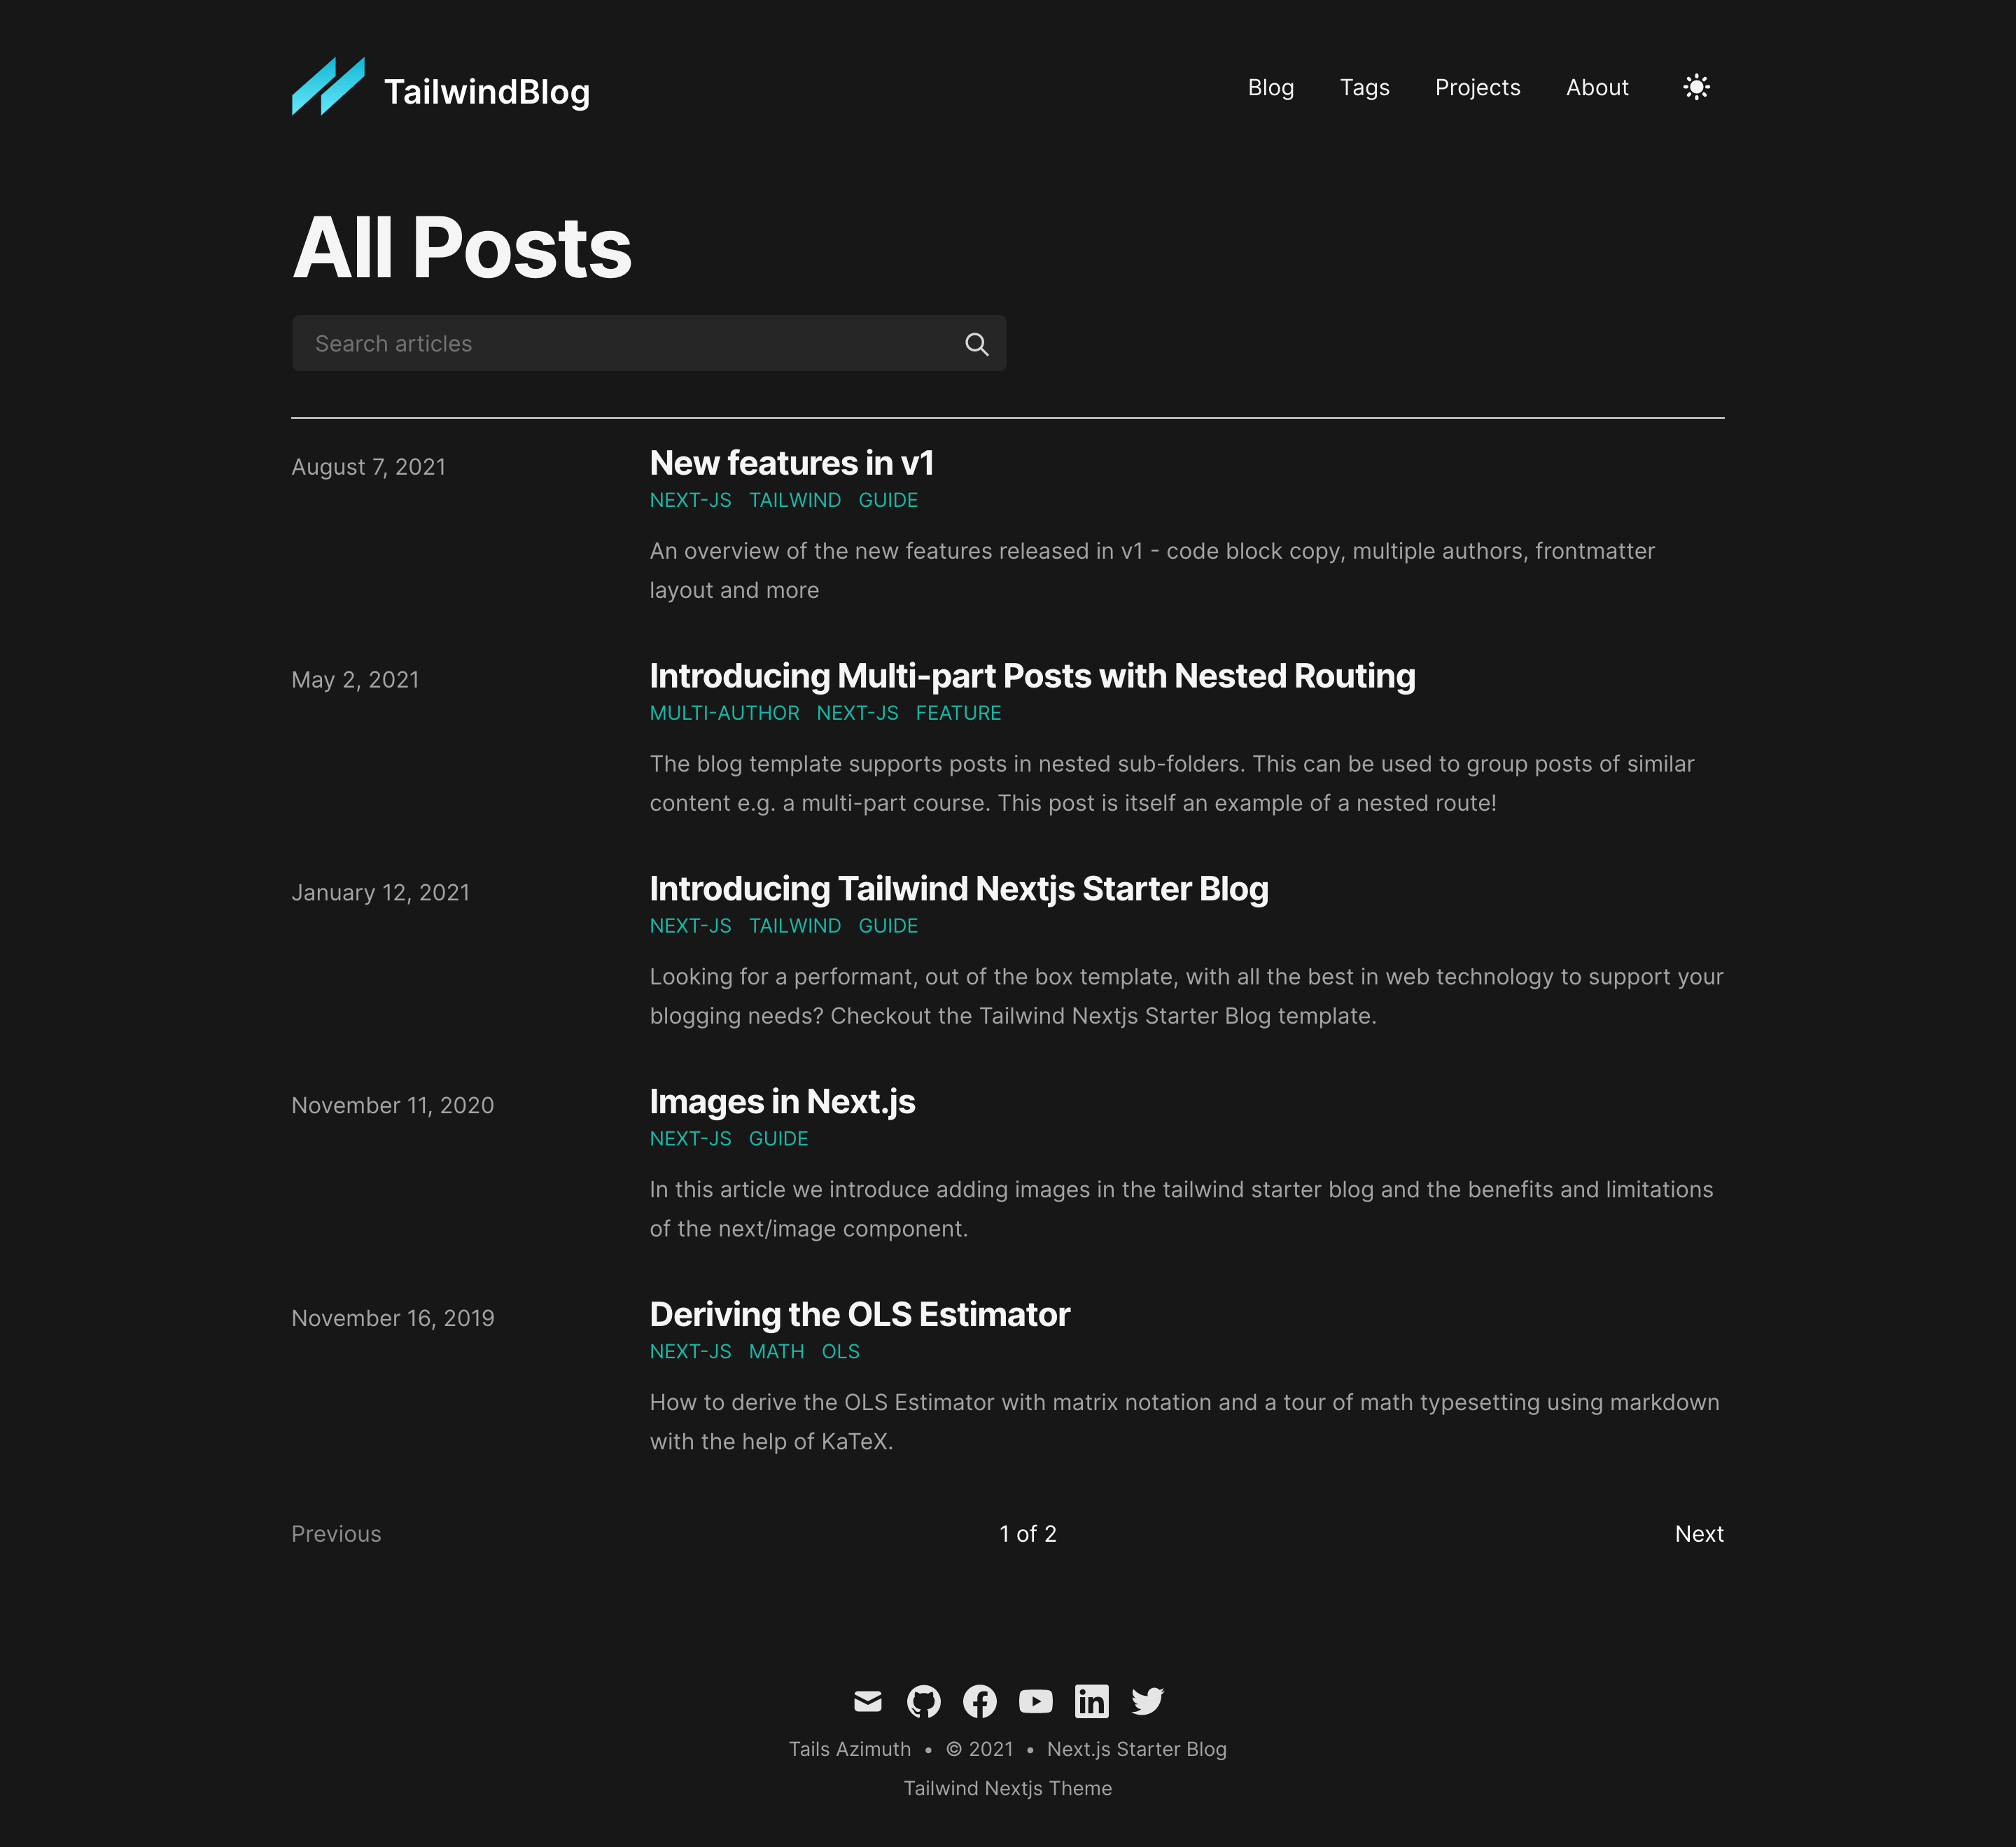 TailwindBlog
Blog Tags Projects About
All Posts
Search articles
August 7, 2021
New features in v1
NEXT-JS TAILWIND GUIDE
An overview of the new features released in v1 - code block copy, multiple authors, frontmatter
layout and more
May 2, 2021
Introducing Multi-part Posts with Nested Routing
MULTI-AUTHOR NEXT-JS FEATURE
The blog template supports posts in nested sub-folders. This can be used to group posts of similar
content e.g. a multi-part course. This post is itself an example of a nested route!
January 12, 2021
Introducing Tailwind Nextjs Starter Blog
NEXT-JS TAILWIND GUIDE
Looking for a performant, out of the box template, with all the best in web technology to support your
blogging needs? Checkout the Tailwind Nextjs Starter Blog template.
November 11, 2020
Images in Next.js
NEXT-JS GUIDE
In this article we introduce adding images in the tailwind starter blog and the benefits and limitations
of the next/image component.
November 16, 2019
Deriving the OLS Estimator
NEXT-JS MATH OLS
How to derive the OLS Estimator with matrix notation and a tour of math typesetting using markdown
with the help of KaTeX.
Previous 1 of 2 Next
Tails Azimuth • © 2021 • Next.js Starter Blog
Tailwind Nextjs Theme